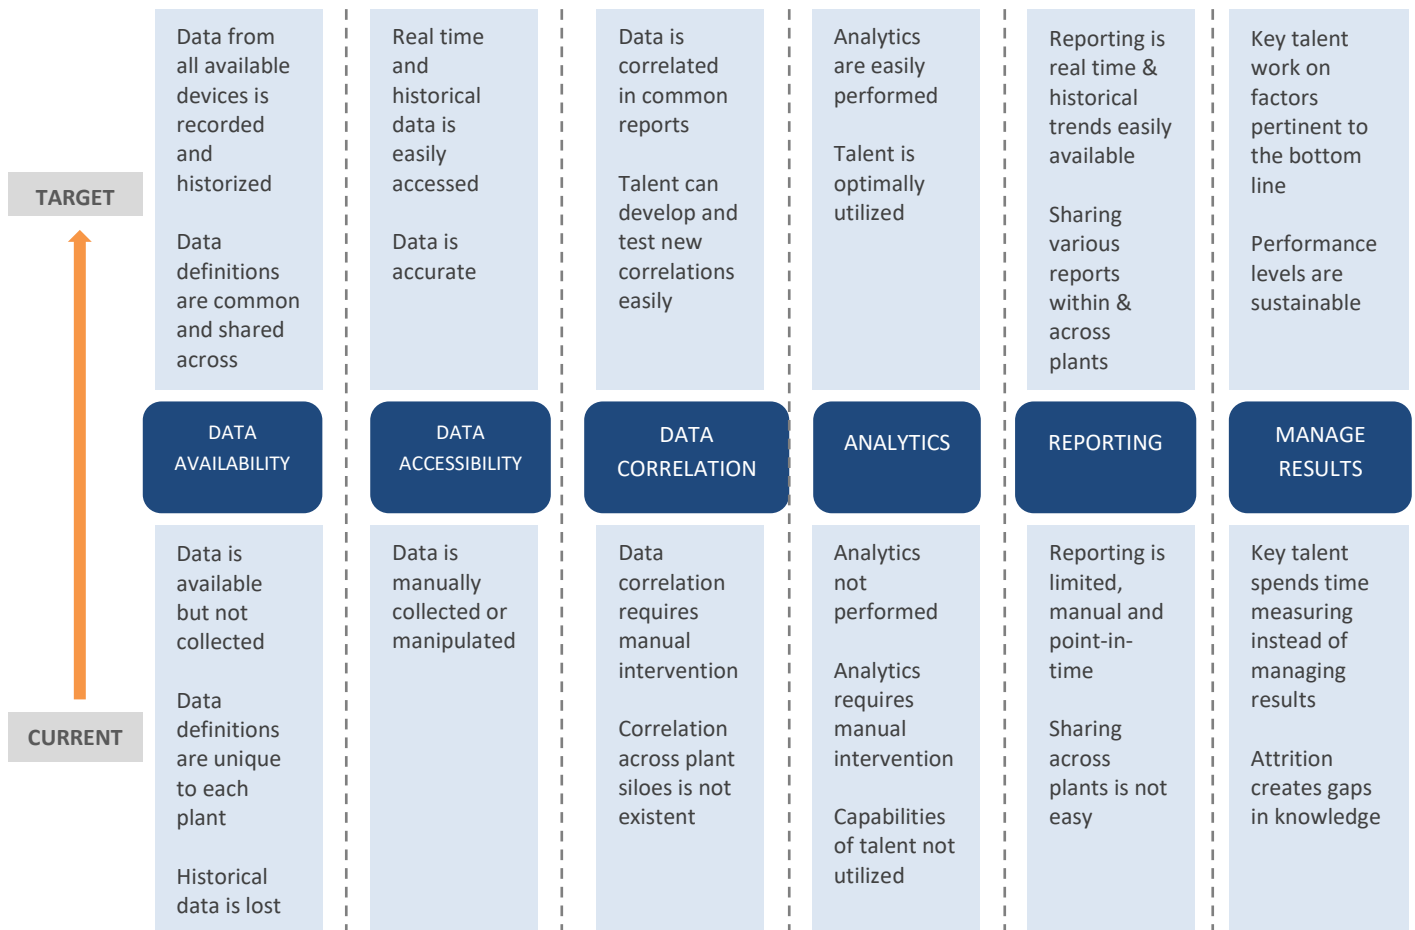 Data from
all available
devices is
recorded
and
historized
Data
definitions
are common
and shared
across
Real time
and
historical
data is
easily
accessed
Data is
accurate
Data is
correlated
in common
reports
Talent can
develop and
test new
correlations
easily
Analytics
are easily
performed
Talent is
optimally
utilized
Reporting is
real time &
historical
trends easily
available
Sharing
various
reports
within &
across
plants
Key talent
work on
factors
pertinent to
the bottom
line
Performance
levels are
sustainable
TARGET
DATA
AVAILABILITY
DATA
ACCESSIBILITY
DATA
CORRELATION
ANALYTICS
REPORTING
MANAGE
RESULTS
CURRENT
Data is
available
but not
collected
Data
definitions
are unique
to each
plant
Historical
data is lost
Data is
manually
collected or
manipulated
Data
correlation
requires
manual
intervention
Correlation
across plant
siloes is not
existent
Analytics
not
performed
Analytics
requires
manual
intervention
Capabilities
of talent not
utilized
Reporting is
limited,
manual and
point-in-
time
Sharing
across
plants is not
easy
Key talent
spends time
measuring
instead of
managing
results
Attrition
creates gaps
in knowledge